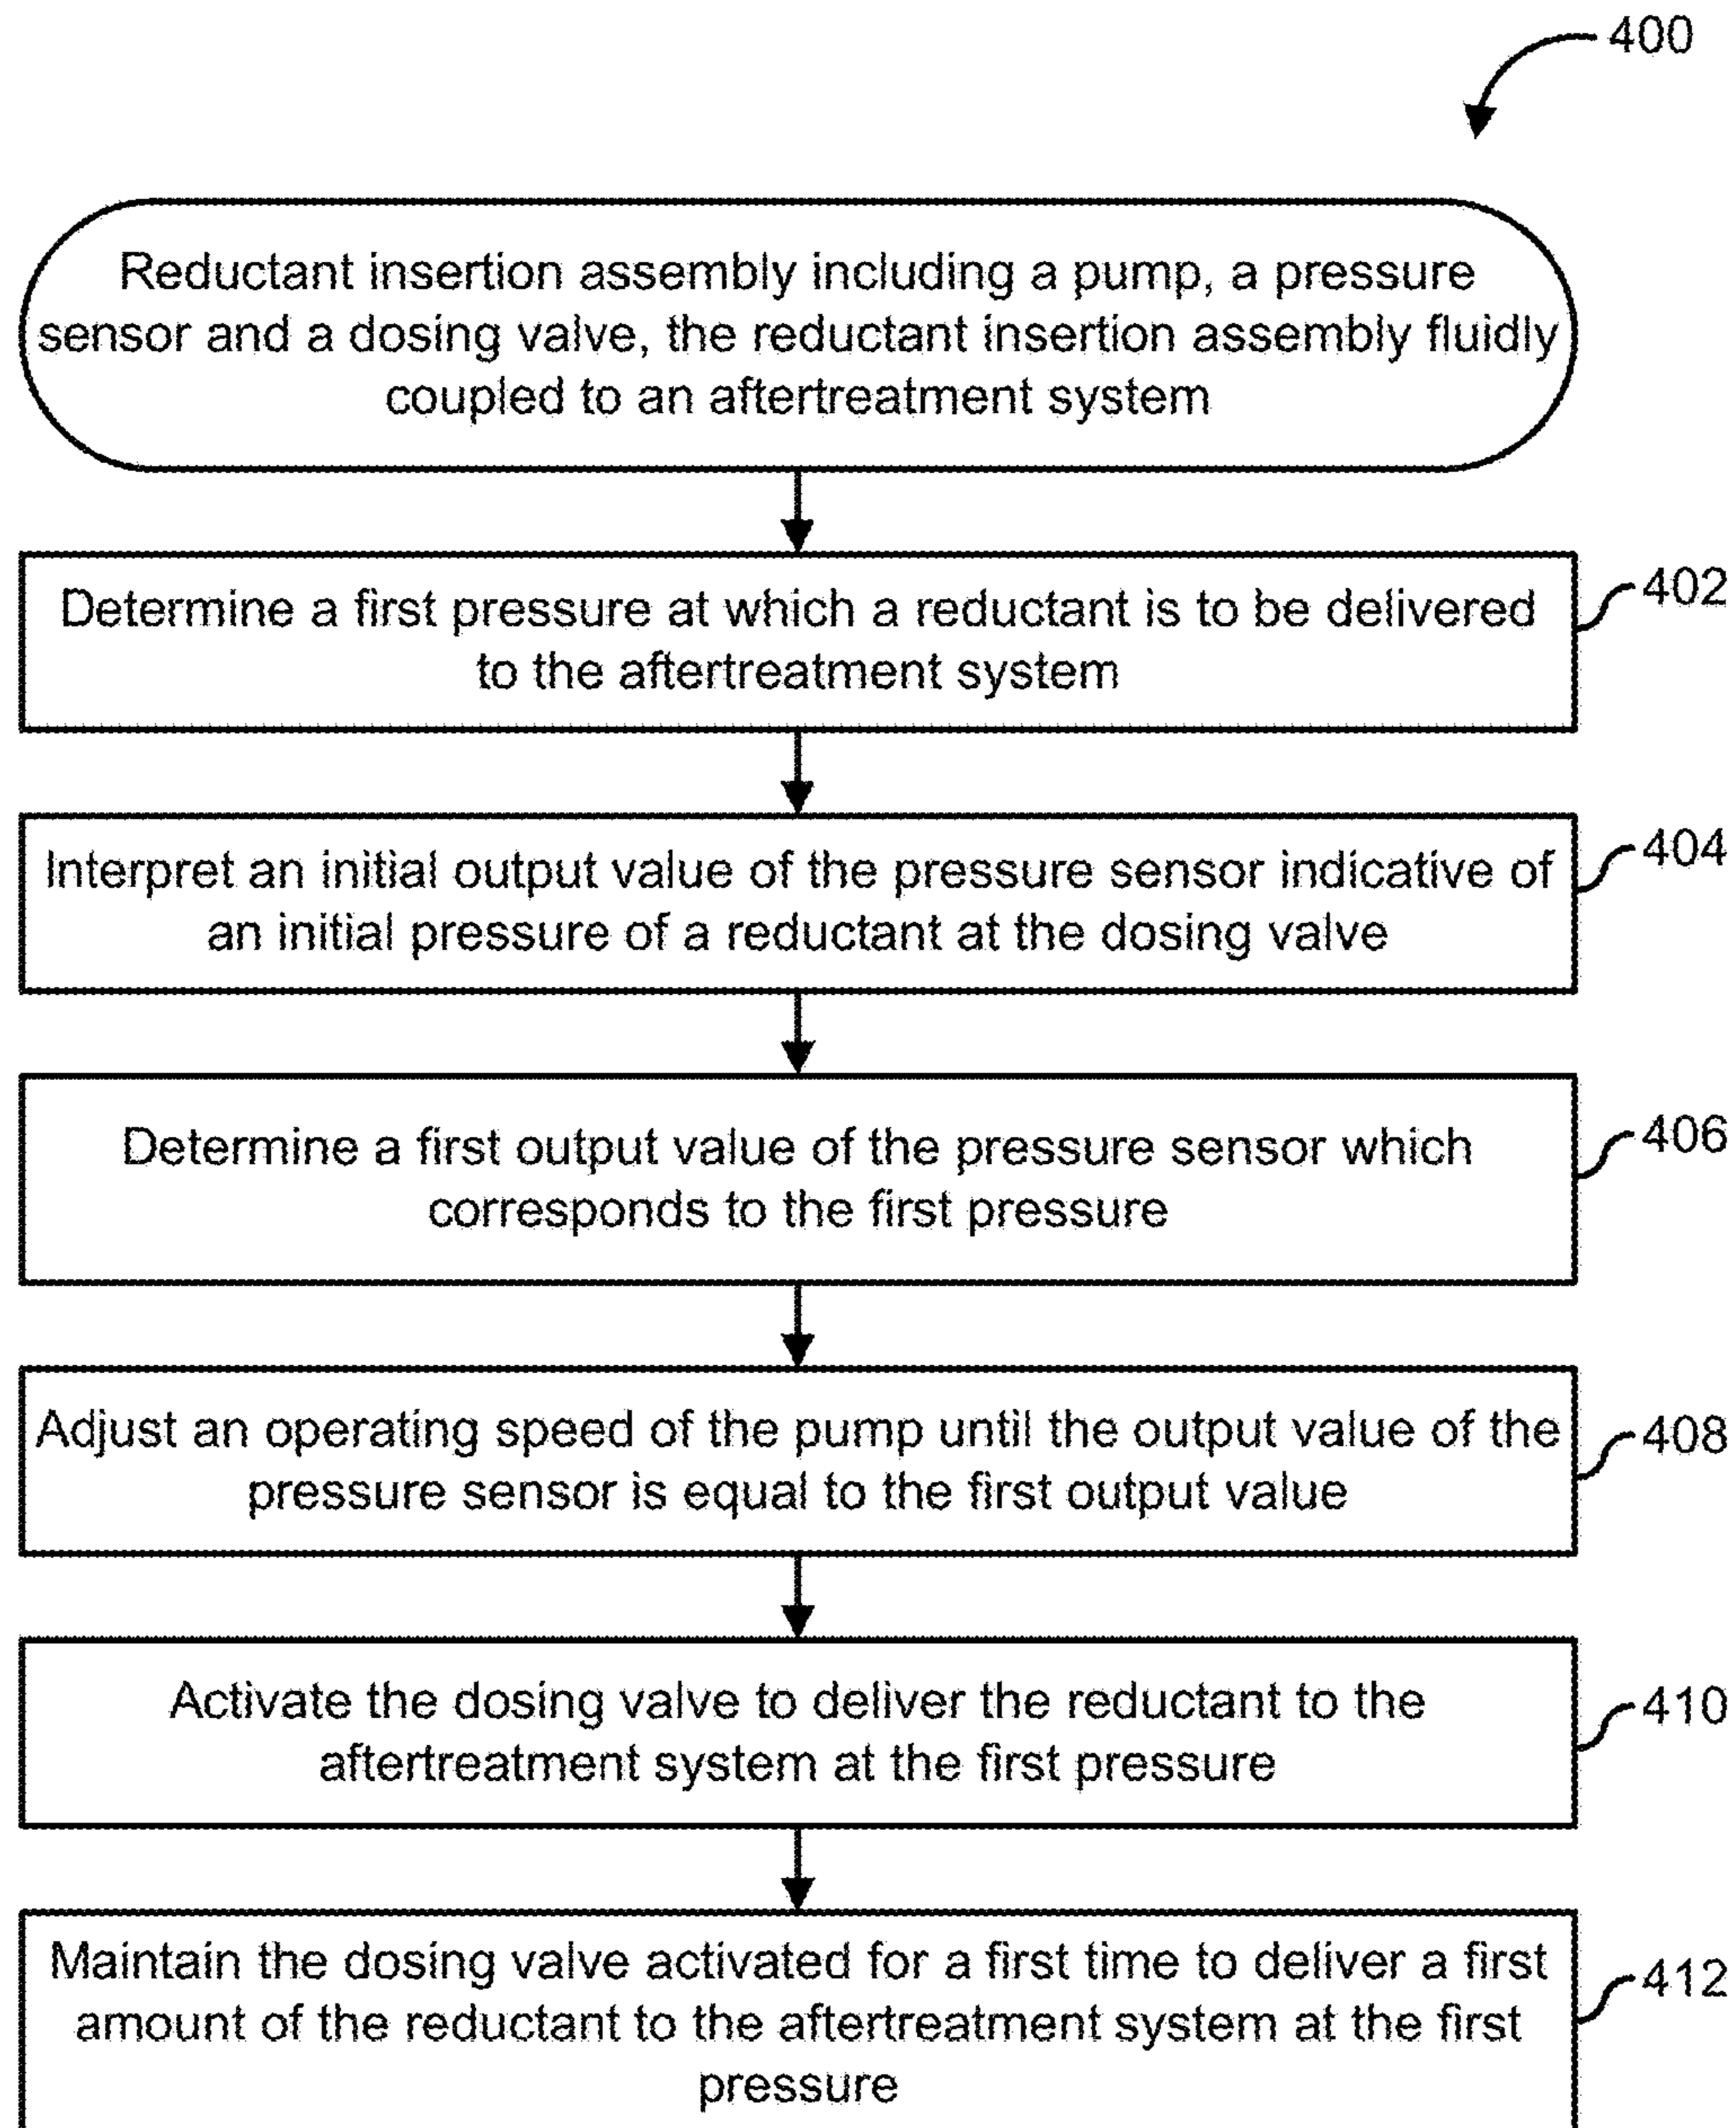 400
Reductant insertion assembly including a pump, a pressure
sensor and a dosing valve, the reductant insertion assembly fluidly
coupled to an aftertreatment system
402
Determine a first pressure at which a reductant is to be delivered
to the aftertreatment system
404
Interpret an initial output value of the pressure sensor indicative of
an initial pressure of a reductant at the dosing valve
406
Determine a first output value of the pressure sensor which
corresponds to the first pressure
408
Adjust an operating speed of the pump until the output value of the
pressure sensor is equal to the first output value
410
Activate the dosing valve to deliver the reductant to the
aftertreatment system at the first pressure
412
Maintain the dosing valve activated for a first time to deliver a first
amount of the reductant to the aftertreatment system at the first
pressure